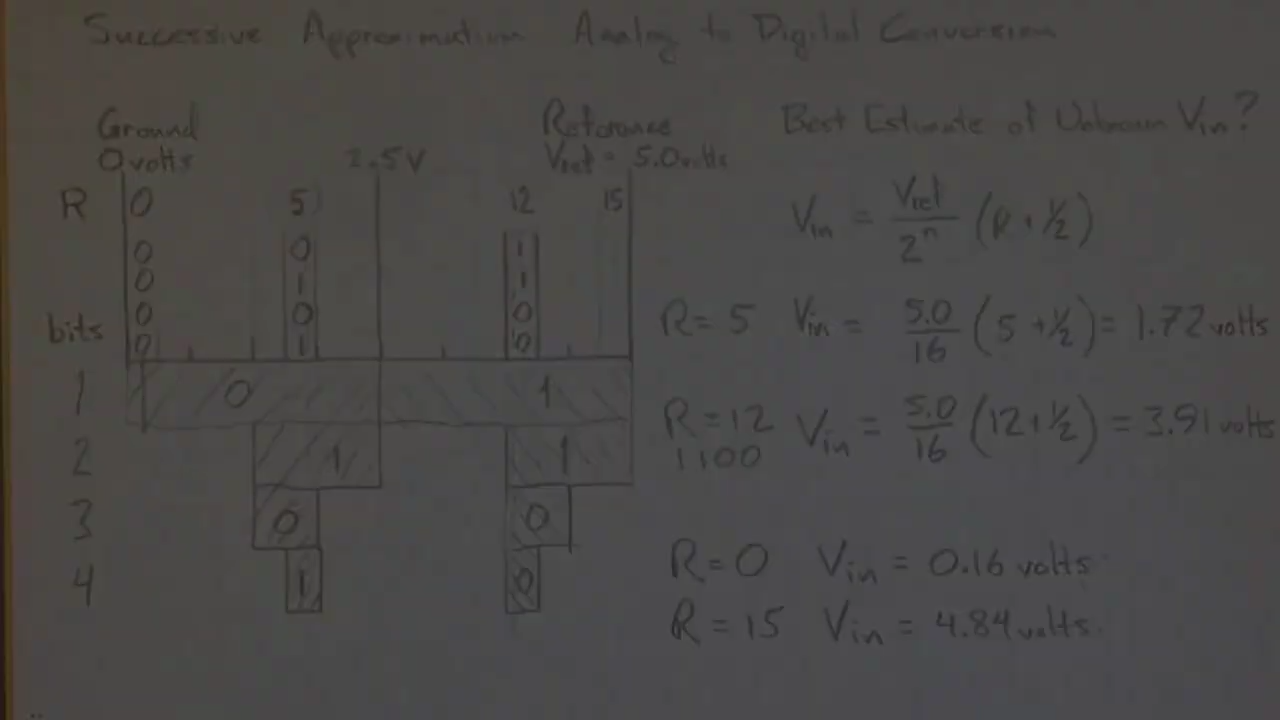 Successive Approximation Analog to Digital Conversion
Ground
0 volts
2.5V
Reference
Vref = 5.0 volts
R 0 5 12 15
0 0 1
0 1 1
0 0 0
bits 0 1 0
1 0 1
2 1 1
3 0 0
4 1 0
Best Estimate of Unknown Vin?
Vin = Vref / 2^n (R + 1/2)
R = 5 Vin = 5.0/16 (5 + 1/2) = 1.72 volts
R = 12 Vin = 5.0/16 (12 + 1/2) = 3.91 volts
1100
R = 0 Vin = 0.16 volts
R = 15 Vin = 4.84 volts